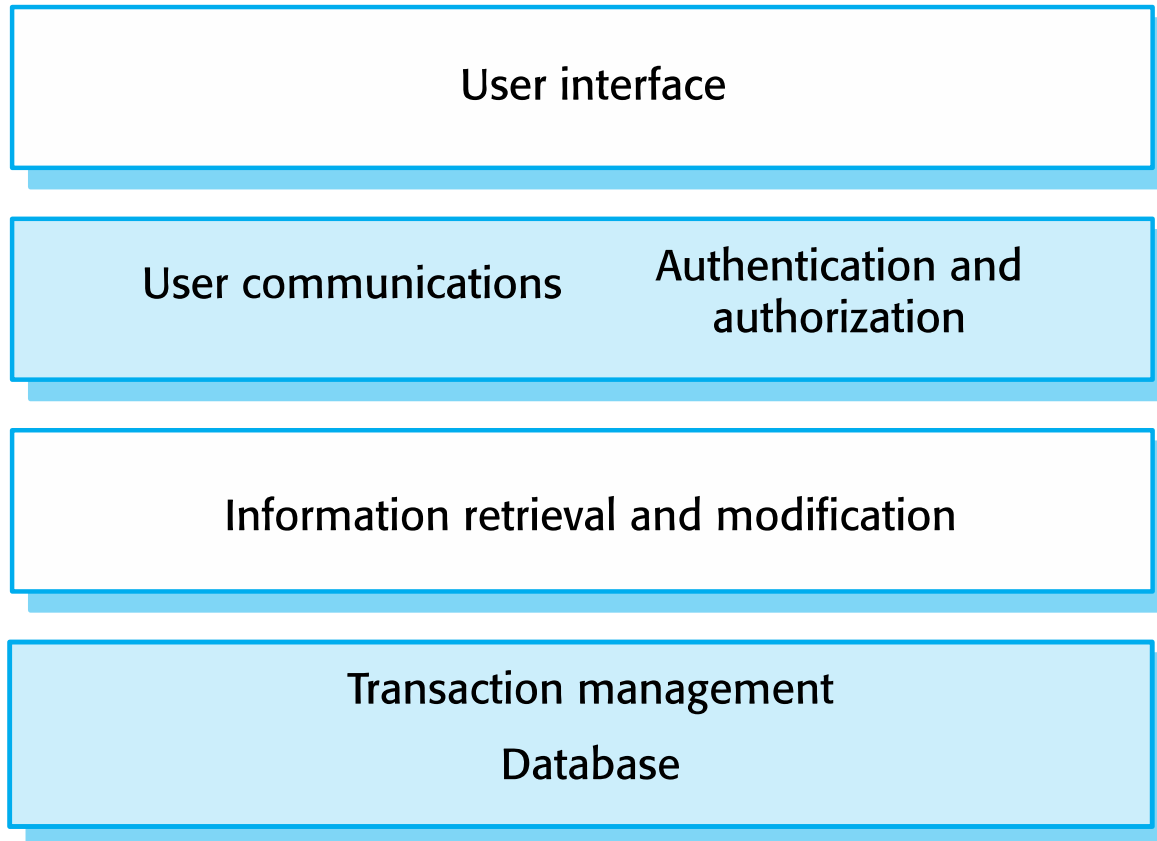 User interface
User communications
Authentication and
authorization
Information retrieval and modification
Transaction management
Database